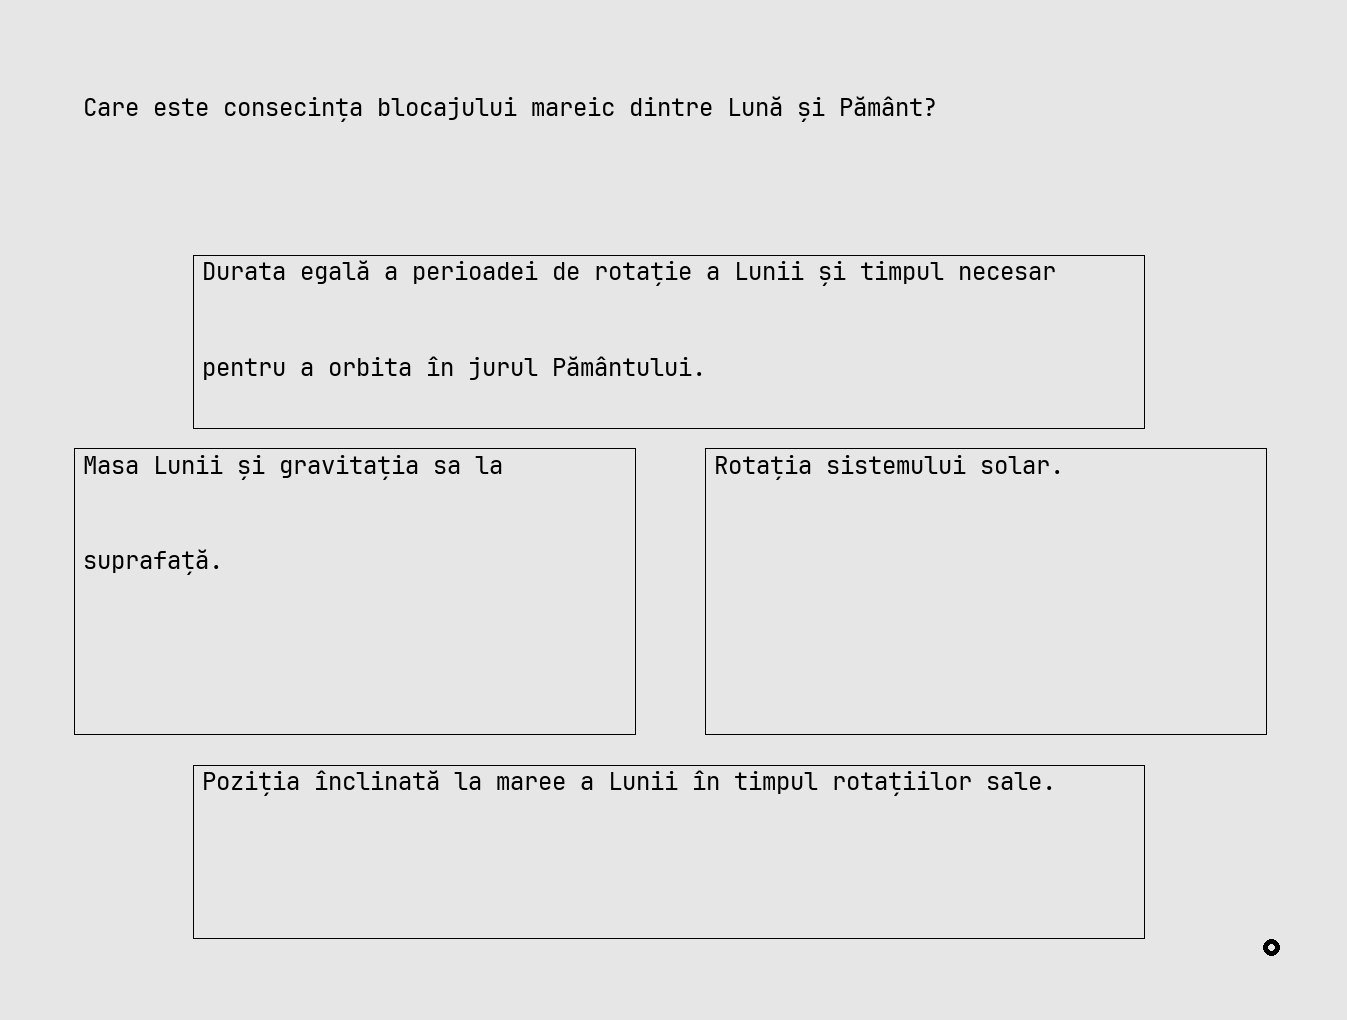 Care este consecința blocajului mareic dintre Lună și Pământ?
Durata egală a perioadei de rotație a Lunii și timpul necesar
pentru a orbita în jurul Pământului.
Masa Lunii și gravitația sa la
suprafață.
Rotația sistemului solar.
Poziția înclinată la maree a Lunii în timpul rotațiilor sale.